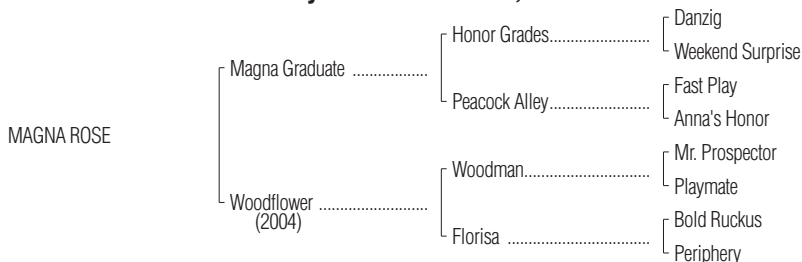 Danzig
Honor Grades..............................
Weekend Surprise
Magna Graduate ...................
Fast Play
Peacock Alley..............................
Anna's Honor
MAGNA ROSE
Mr. Prospector
Woodman....................................
Playmate
Woodflower ...........................
(2004)
Bold Ruckus
Florisa .........................................
Periphery